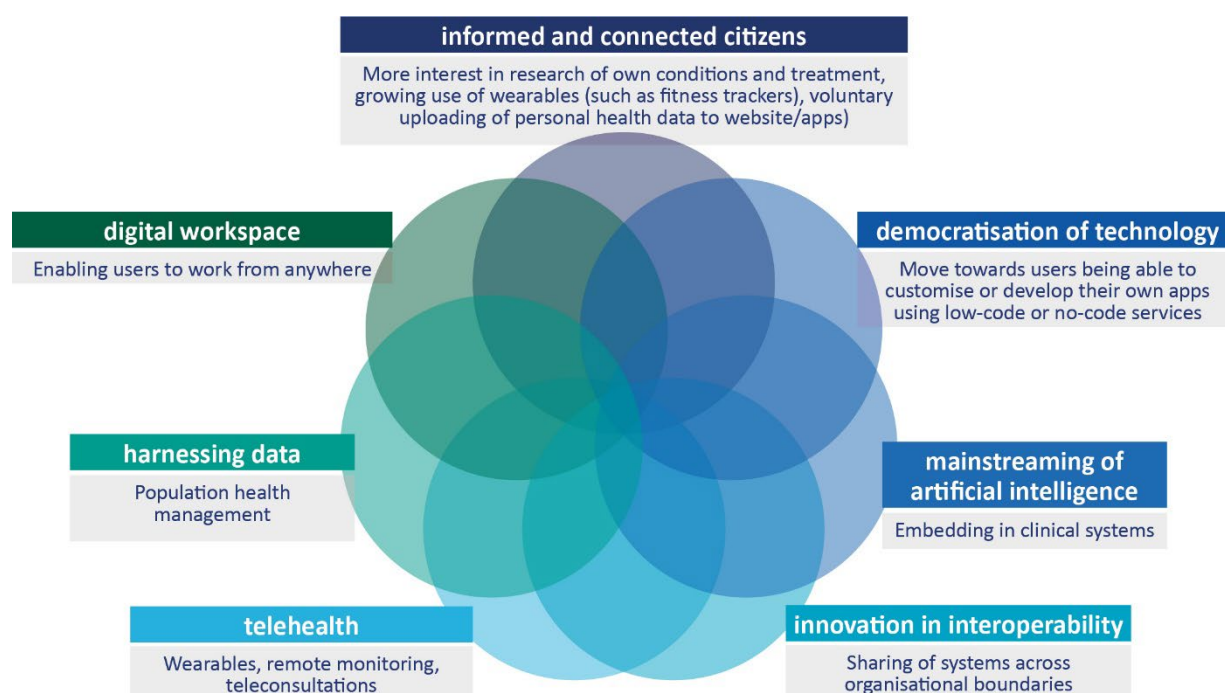 informed and connected citizens
More interest in research of own conditions and treatment,
growing use of wearables (such as fitness trackers), voluntary
uploading of personal health data to website/apps)
digital workspace
Enabling users to work from anywhere
democratisation of technology
Move towards users being able to
customise or develop their own apps
using low-code or no-code services
harnessing data
Population health
management
mainstreaming of
artificial intelligence
Embedding in clinical systems
telehealth
Wearables, remote monitoring,
teleconsultations
innovation in interoperability
Sharing of systems across
organisational boundaries